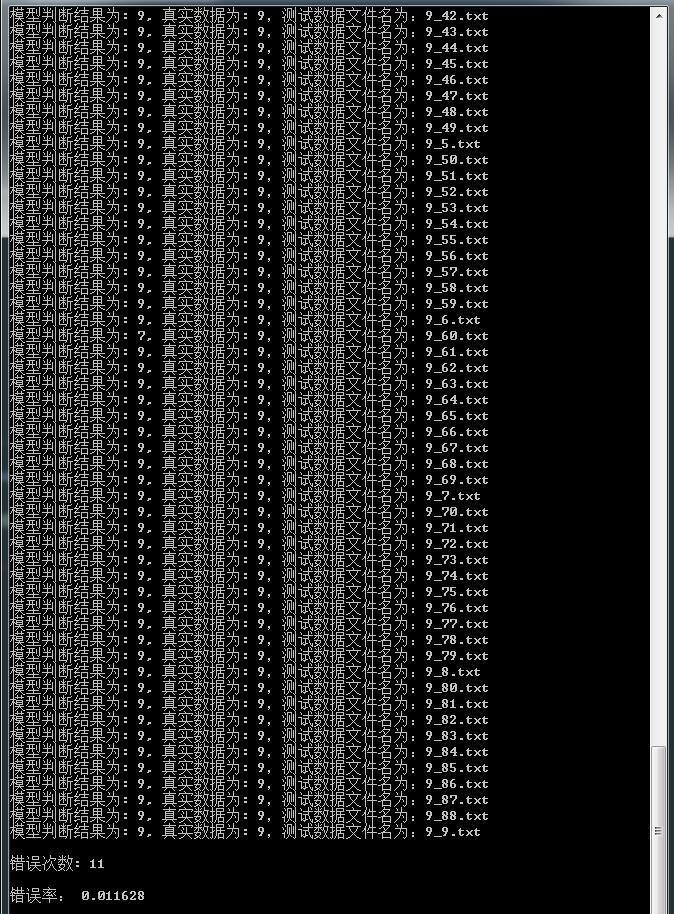 模型判断结果为：9, 真实数据为：9, 测试数据文件名为：9_42.txt
模型判断结果为：9, 真实数据为：9, 测试数据文件名为：9_43.txt
模型判断结果为：9, 真实数据为：9, 测试数据文件名为：9_44.txt
模型判断结果为：9, 真实数据为：9, 测试数据文件名为：9_45.txt
模型判断结果为：9, 真实数据为：9, 测试数据文件名为：9_46.txt
模型判断结果为：9, 真实数据为：9, 测试数据文件名为：9_47.txt
模型判断结果为：9, 真实数据为：9, 测试数据文件名为：9_48.txt
模型判断结果为：9, 真实数据为：9, 测试数据文件名为：9_49.txt
模型判断结果为：9, 真实数据为：9, 测试数据文件名为：9_5.txt
模型判断结果为：9, 真实数据为：9, 测试数据文件名为：9_50.txt
模型判断结果为：9, 真实数据为：9, 测试数据文件名为：9_51.txt
模型判断结果为：9, 真实数据为：9, 测试数据文件名为：9_52.txt
模型判断结果为：9, 真实数据为：9, 测试数据文件名为：9_53.txt
模型判断结果为：9, 真实数据为：9, 测试数据文件名为：9_54.txt
模型判断结果为：9, 真实数据为：9, 测试数据文件名为：9_55.txt
模型判断结果为：9, 真实数据为：9, 测试数据文件名为：9_56.txt
模型判断结果为：9, 真实数据为：9, 测试数据文件名为：9_57.txt
模型判断结果为：9, 真实数据为：9, 测试数据文件名为：9_58.txt
模型判断结果为：9, 真实数据为：9, 测试数据文件名为：9_59.txt
模型判断结果为：9, 真实数据为：9, 测试数据文件名为：9_6.txt
模型判断结果为：7, 真实数据为：9, 测试数据文件名为：9_60.txt
模型判断结果为：9, 真实数据为：9, 测试数据文件名为：9_61.txt
模型判断结果为：9, 真实数据为：9, 测试数据文件名为：9_62.txt
模型判断结果为：9, 真实数据为：9, 测试数据文件名为：9_63.txt
模型判断结果为：9, 真实数据为：9, 测试数据文件名为：9_64.txt
模型判断结果为：9, 真实数据为：9, 测试数据文件名为：9_65.txt
模型判断结果为：9, 真实数据为：9, 测试数据文件名为：9_66.txt
模型判断结果为：9, 真实数据为：9, 测试数据文件名为：9_67.txt
模型判断结果为：9, 真实数据为：9, 测试数据文件名为：9_68.txt
模型判断结果为：9, 真实数据为：9, 测试数据文件名为：9_69.txt
模型判断结果为：9, 真实数据为：9, 测试数据文件名为：9_7.txt
模型判断结果为：9, 真实数据为：9, 测试数据文件名为：9_70.txt
模型判断结果为：9, 真实数据为：9, 测试数据文件名为：9_71.txt
模型判断结果为：9, 真实数据为：9, 测试数据文件名为：9_72.txt
模型判断结果为：9, 真实数据为：9, 测试数据文件名为：9_73.txt
模型判断结果为：9, 真实数据为：9, 测试数据文件名为：9_74.txt
模型判断结果为：9, 真实数据为：9, 测试数据文件名为：9_75.txt
模型判断结果为：9, 真实数据为：9, 测试数据文件名为：9_76.txt
模型判断结果为：9, 真实数据为：9, 测试数据文件名为：9_77.txt
模型判断结果为：9, 真实数据为：9, 测试数据文件名为：9_78.txt
模型判断结果为：9, 真实数据为：9, 测试数据文件名为：9_79.txt
模型判断结果为：9, 真实数据为：9, 测试数据文件名为：9_8.txt
模型判断结果为：9, 真实数据为：9, 测试数据文件名为：9_80.txt
模型判断结果为：9, 真实数据为：9, 测试数据文件名为：9_81.txt
模型判断结果为：9, 真实数据为：9, 测试数据文件名为：9_82.txt
模型判断结果为：9, 真实数据为：9, 测试数据文件名为：9_83.txt
模型判断结果为：9, 真实数据为：9, 测试数据文件名为：9_84.txt
模型判断结果为：9, 真实数据为：9, 测试数据文件名为：9_85.txt
模型判断结果为：9, 真实数据为：9, 测试数据文件名为：9_86.txt
模型判断结果为：9, 真实数据为：9, 测试数据文件名为：9_87.txt
模型判断结果为：9, 真实数据为：9, 测试数据文件名为：9_88.txt
模型判断结果为：9, 真实数据为：9, 测试数据文件名为：9_9.txt
错误次数：11
错误率： 0.011628